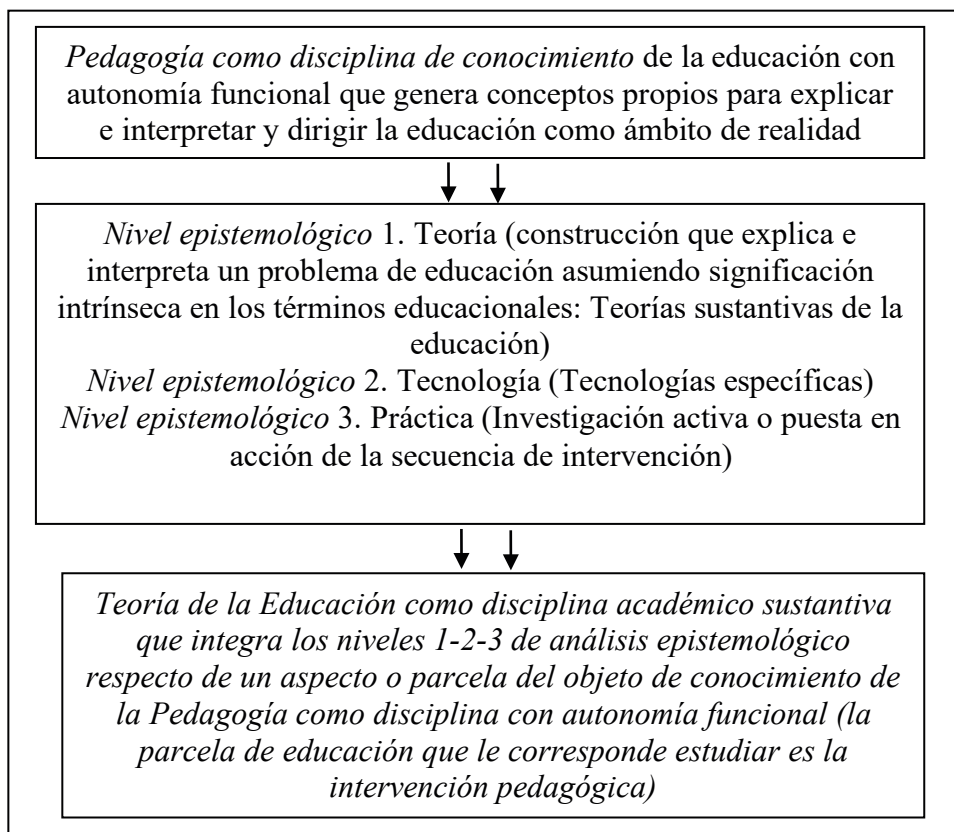 Pedagogía como disciplina de conocimiento de la educación con
autonomía funcional que genera conceptos propios para explicar
e interpretar y dirigir la educación como ámbito de realidad
Nivel epistemológico 1. Teoría (construcción que explica e
interpreta un problema de educación asumiendo significación
intrínseca en los términos educacionales: Teorías sustantivas de la
educación)
Nivel epistemológico 2. Tecnología (Tecnologías específicas)
Nivel epistemológico 3. Práctica (Investigación activa o puesta en
acción de la secuencia de intervención)
Teoría de la Educación como disciplina académico sustantiva
que integra los niveles 1-2-3 de análisis epistemológico
respecto de un aspecto o parcela del objeto de conocimiento de
la Pedagogía como disciplina con autonomía funcional (la
parcela de educación que le corresponde estudiar es la
intervención pedagógica)